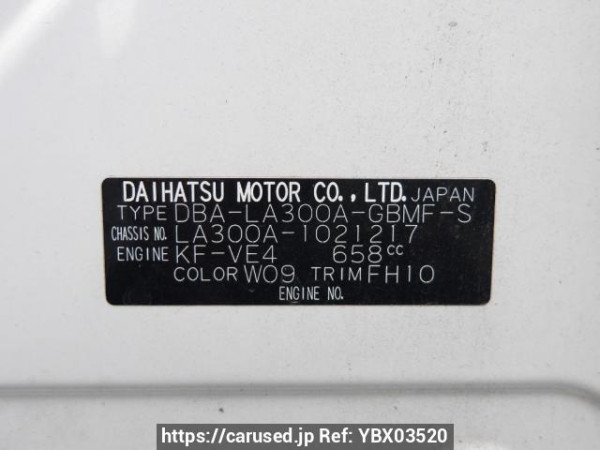 DAIHATSU MOTOR CO., LTD. JAPAN
TYPE DBA-LA300A-GBMF-S
CHASSIS NO. LA300A-1021217
ENGINE KF-VE4 658cc
COLOR W09 TRIM FH10
ENGINE NO.
https://carused.jp Ref: YBX03520